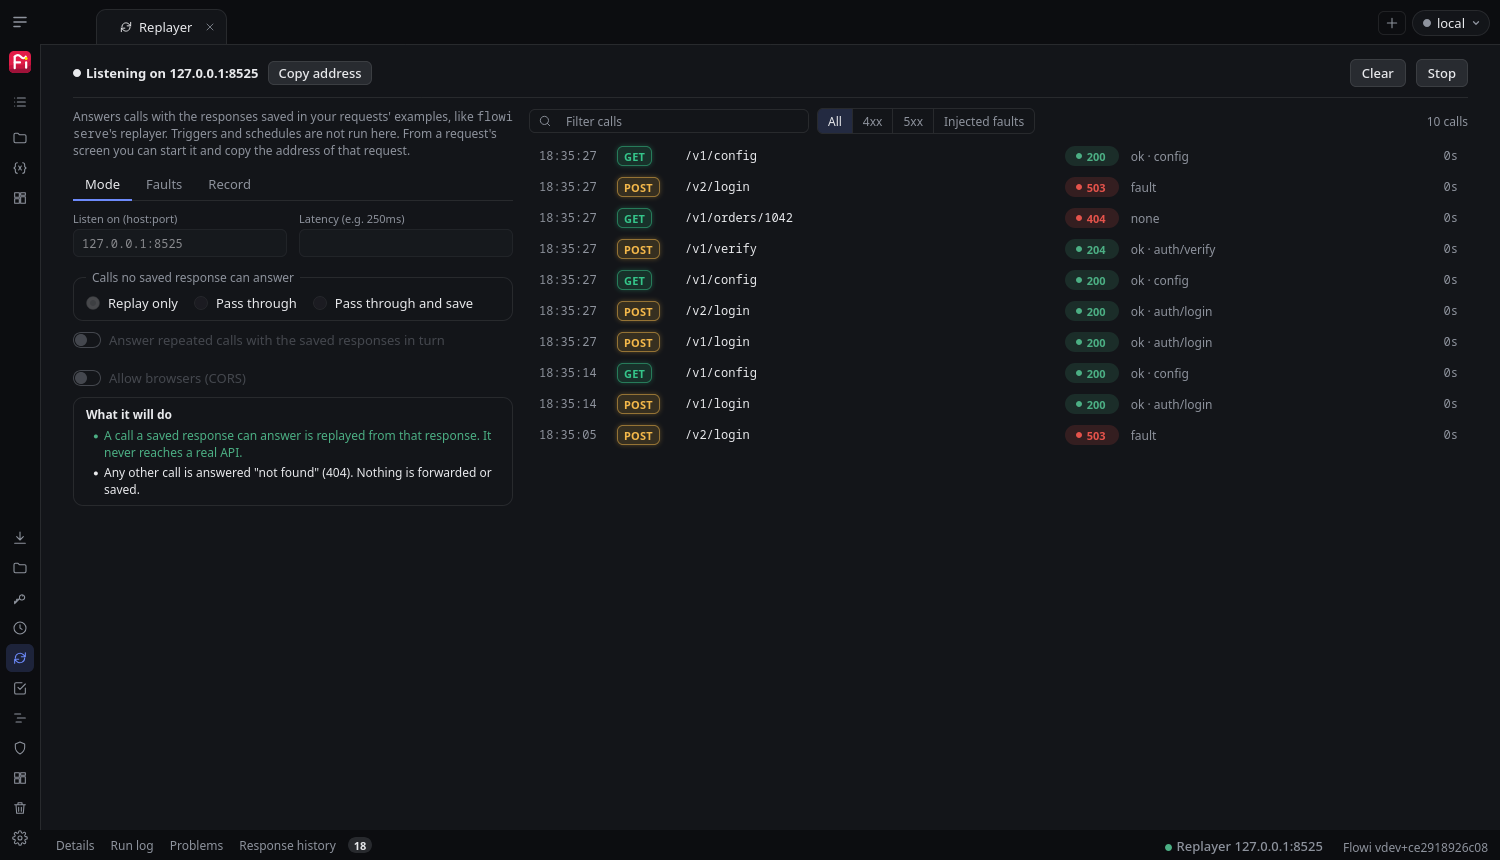 Replayer
local
Listening on 127.0.0.1:8525 Copy address Clear Stop
Answers calls with the responses saved in your requests' examples, like flowi
serve's replayer. Triggers and schedules are not run here. From a request's
screen you can start it and copy the address of that request.
Mode Faults Record
Listen on (host:port) Latency (e.g. 250ms)
127.0.0.1:8525
Calls no saved response can answer
Replay only Pass through Pass through and save
Answer repeated calls with the saved responses in turn
Allow browsers (CORS)
What it will do
• A call a saved response can answer is replayed from that response. It
never reaches a real API.
• Any other call is answered "not found" (404). Nothing is forwarded or
saved.
Filter calls All 4xx 5xx Injected faults 10 calls
18:35:27 GET /v1/config 200 ok · config 0s
18:35:27 POST /v2/login 503 fault 0s
18:35:27 GET /v1/orders/1042 404 none 0s
18:35:27 POST /v1/verify 204 ok · auth/verify 0s
18:35:27 GET /v1/config 200 ok · config 0s
18:35:27 POST /v2/login 200 ok · auth/login 0s
18:35:27 POST /v1/login 200 ok · auth/login 0s
18:35:14 GET /v1/config 200 ok · config 0s
18:35:14 POST /v1/login 200 ok · auth/login 0s
18:35:05 POST /v2/login 503 fault 0s
Details Run log Problems Response history 18
Replayer 127.0.0.1:8525 Flowi vdev+ce2918926c08